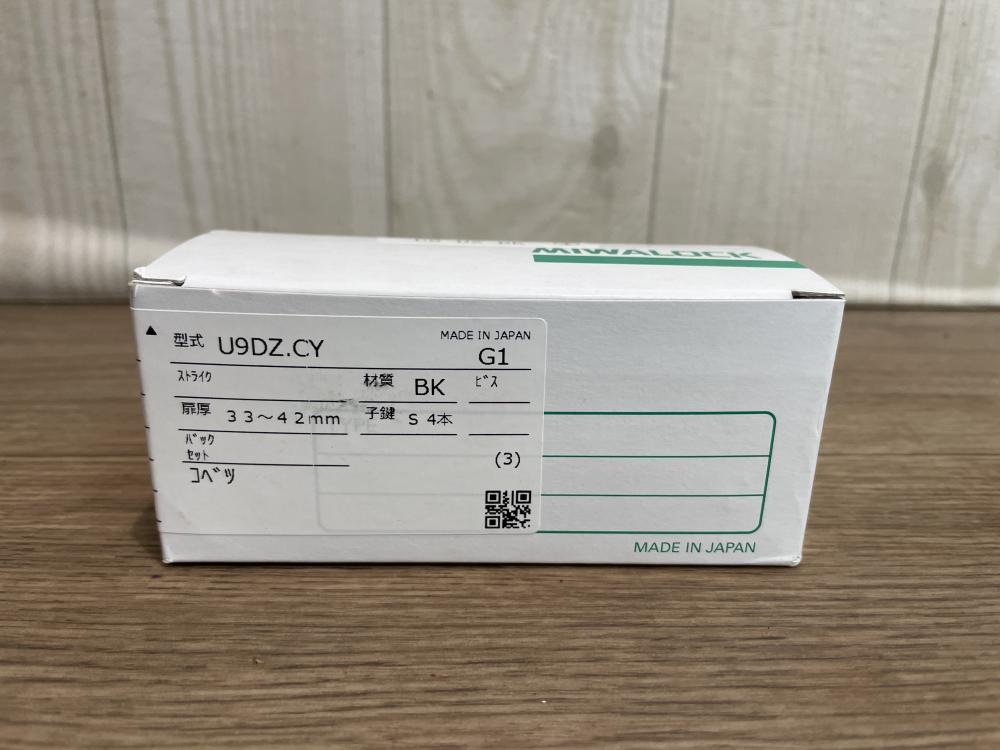 MIWALOCK
▲ 型式 U9DZ.CY
MADE IN JAPAN
G1
ｽﾄﾗｲｸ
材質 BK
ﾋﾞｽ
扉厚 33～42mm
子鍵 S 4本
ﾊﾞｯｸ
ｾｯﾄ
(3)
ｺﾍﾞﾂ
MADE IN JAPAN